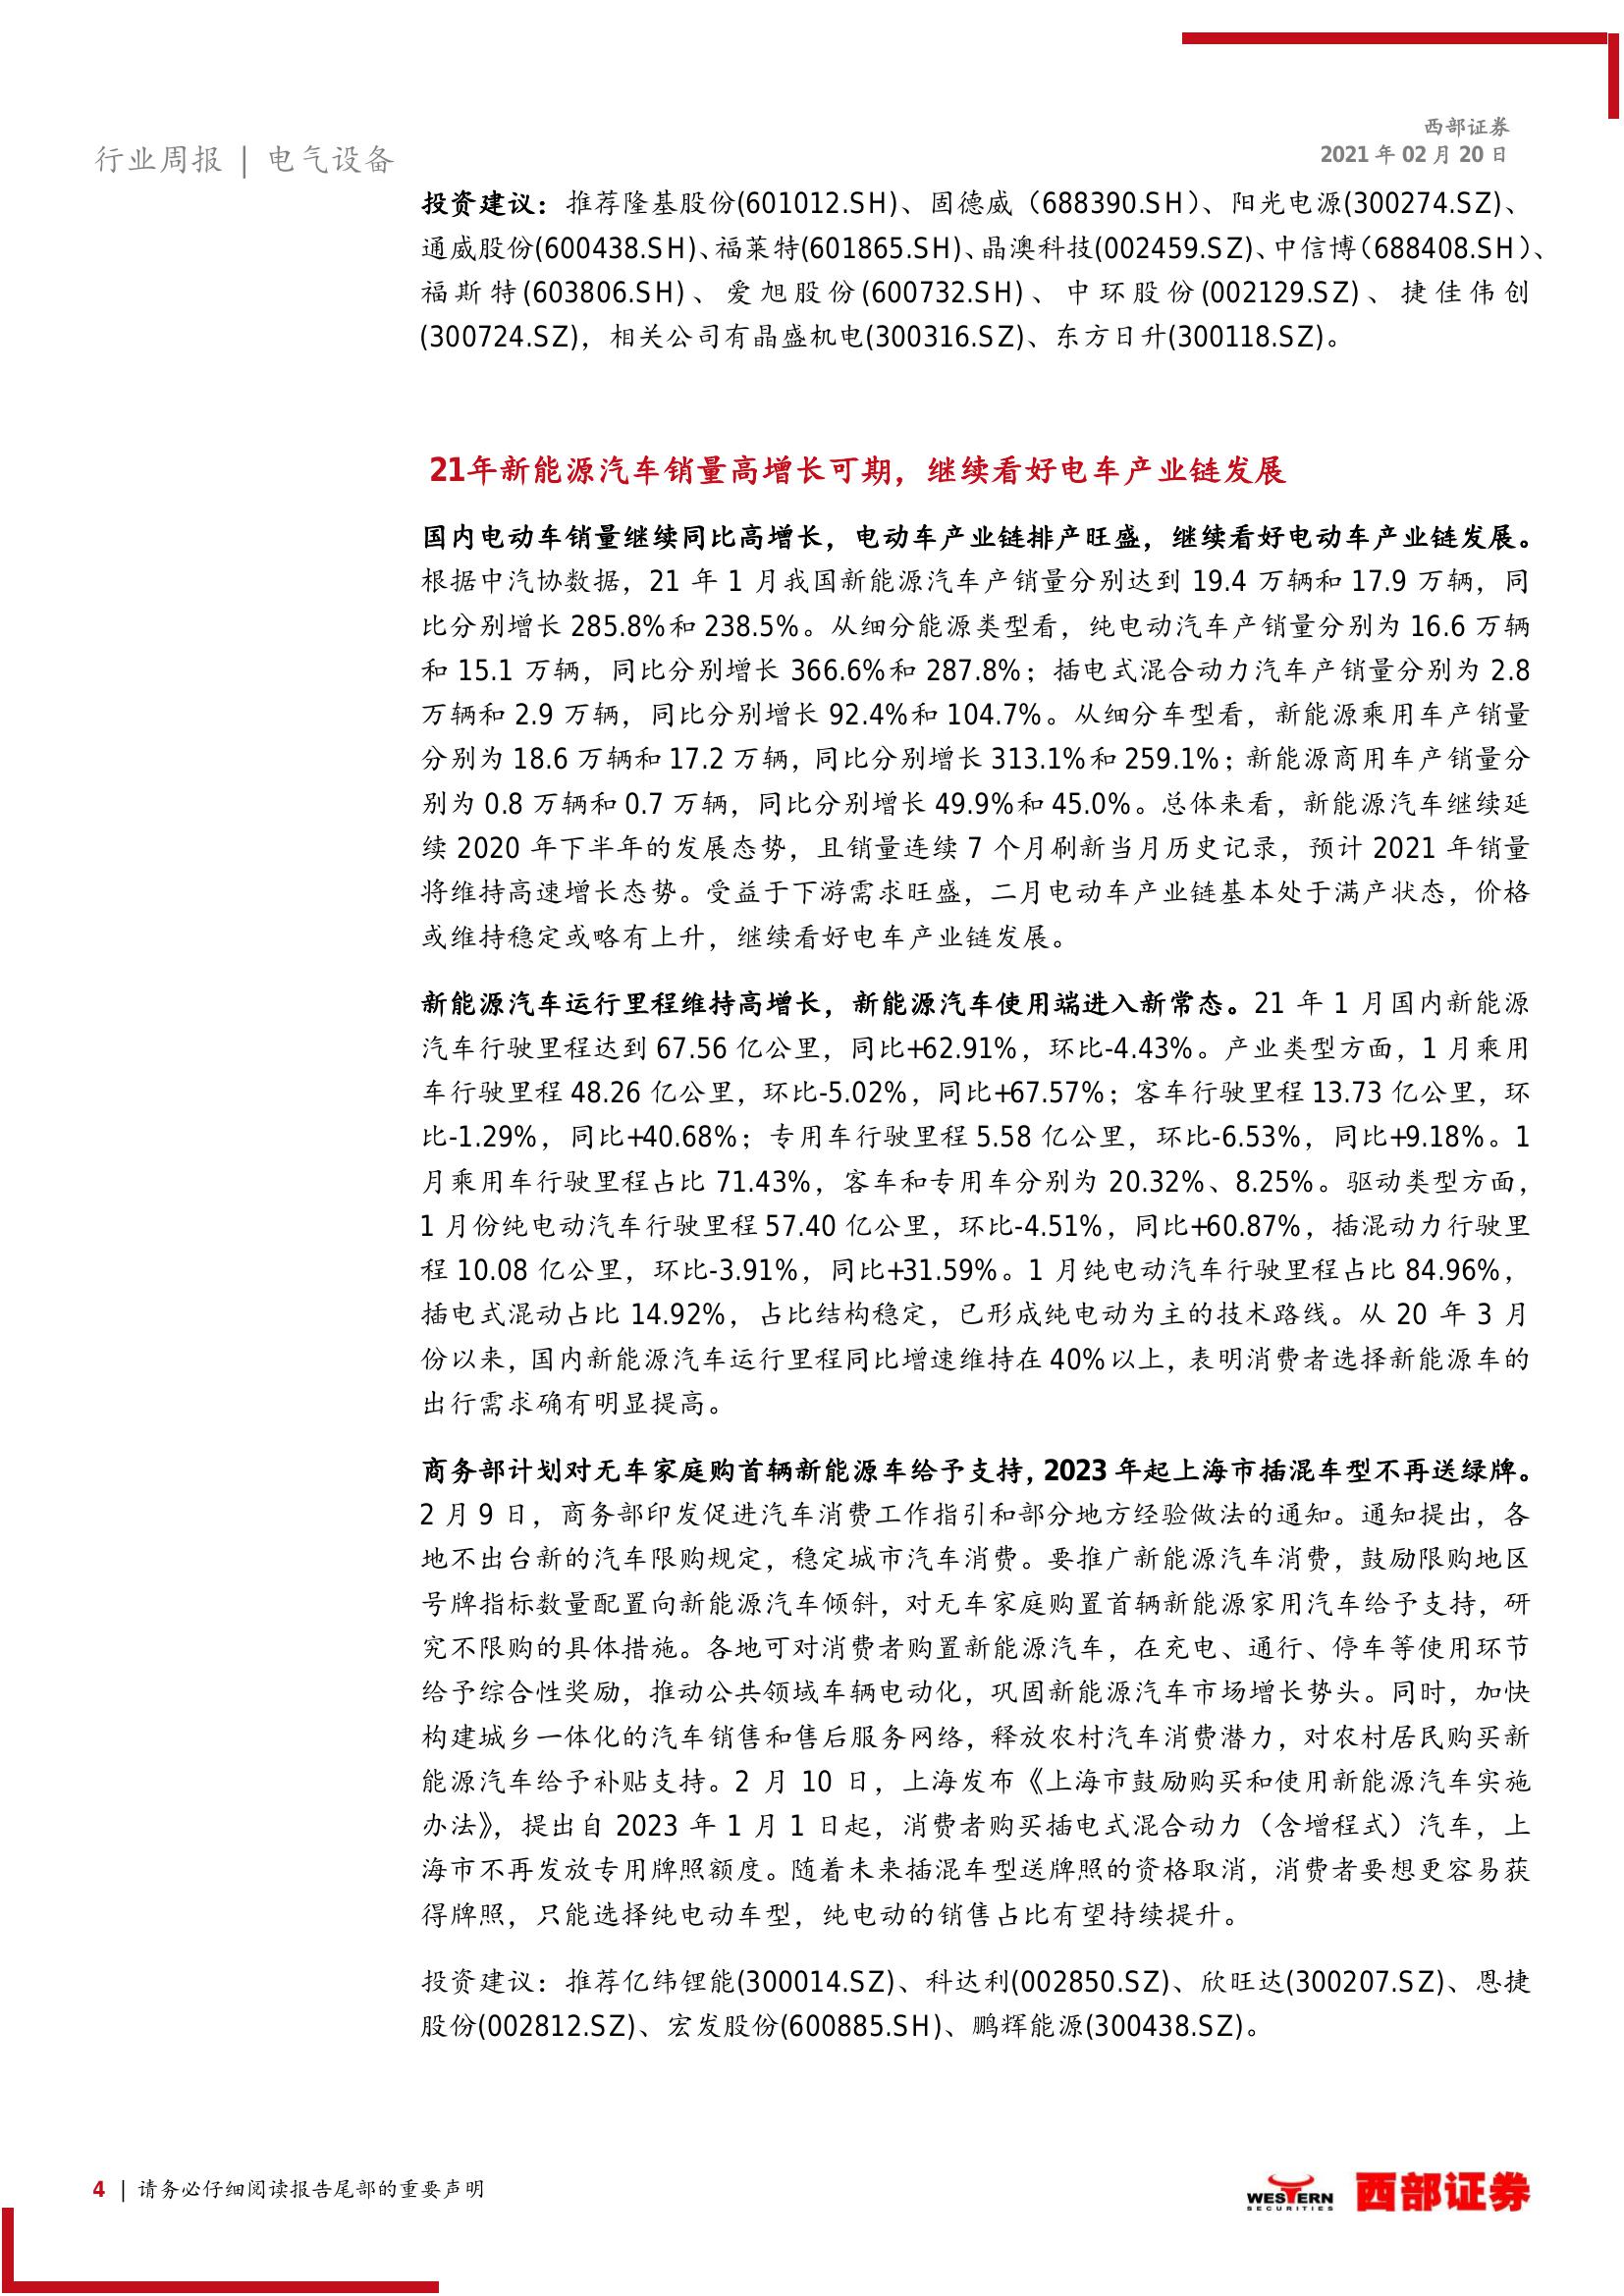 西部证券
行业周报 | 电气设备
2021 年 02 月 20 日
投资建议：推荐隆基股份(601012.SH)、固德威（688390.SH）、阳光电源(300274.SZ)、
通威股份(600438.SH)、福莱特(601865.SH)、晶澳科技(002459.SZ)、中信博（688408.SH）、
福斯特(603806.SH)、爱旭股份(600732.SH)、中环股份(002129.SZ)、捷佳伟创
(300724.SZ)，相关公司有晶盛机电(300316.SZ)、东方日升(300118.SZ)。
21年新能源汽车销量高增长可期，继续看好电车产业链发展
国内电动车销量继续同比高增长，电动车产业链排产旺盛，继续看好电动车产业链发展。
根据中汽协数据，21 年 1 月我国新能源汽车产销量分别达到 19.4 万辆和 17.9 万辆，同
比分别增长 285.8%和 238.5%。从细分能源类型看，纯电动汽车产销量分别为 16.6 万辆
和 15.1 万辆，同比分别增长 366.6%和 287.8%；插电式混合动力汽车产销量分别为 2.8
万辆和 2.9 万辆，同比分别增长 92.4%和 104.7%。从细分车型看，新能源乘用车产销量
分别为 18.6 万辆和 17.2 万辆，同比分别增长 313.1%和 259.1%；新能源商用车产销量分
别为 0.8 万辆和 0.7 万辆，同比分别增长 49.9%和 45.0%。总体来看，新能源汽车继续延
续 2020 年下半年的发展态势，且销量连续 7 个月刷新当月历史记录，预计 2021 年销量
将维持高速增长态势。受益于下游需求旺盛，二月电动车产业链基本处于满产状态，价格
或维持稳定或略有上升，继续看好电车产业链发展。
新能源汽车运行里程维持高增长，新能源汽车使用端进入新常态。21 年 1 月国内新能源
汽车行驶里程达到 67.56 亿公里，同比+62.91%，环比-4.43%。产业类型方面，1 月乘用
车行驶里程 48.26 亿公里，环比-5.02%，同比+67.57%；客车行驶里程 13.73 亿公里，环
比-1.29%，同比+40.68%；专用车行驶里程 5.58 亿公里，环比-6.53%，同比+9.18%。1
月乘用车行驶里程占比 71.43%，客车和专用车分别为 20.32%、8.25%。驱动类型方面，
1 月份纯电动汽车行驶里程 57.40 亿公里，环比-4.51%，同比+60.87%，插混动力行驶里
程 10.08 亿公里，环比-3.91%，同比+31.59%。1 月纯电动汽车行驶里程占比 84.96%，
插电式混动占比 14.92%，占比结构稳定，已形成纯电动为主的技术路线。从 20 年 3 月
份以来，国内新能源汽车运行里程同比增速维持在 40%以上，表明消费者选择新能源车的
出行需求确有明显提高。
商务部计划对无车家庭购首辆新能源车给予支持，2023 年起上海市插混车型不再送绿牌。
2 月 9 日，商务部印发促进汽车消费工作指引和部分地方经验做法的通知。通知提出，各
地不出台新的汽车限购规定，稳定城市汽车消费。要推广新能源汽车消费，鼓励限购地区
号牌指标数量配置向新能源汽车倾斜，对无车家庭购置首辆新能源家用汽车给予支持，研
究不限购的具体措施。各地可对消费者购置新能源汽车，在充电、通行、停车等使用环节
给予综合性奖励，推动公共领域车辆电动化，巩固新能源汽车市场增长势头。同时，加快
构建城乡一体化的汽车销售和售后服务网络，释放农村汽车消费潜力，对农村居民购买新
能源汽车给予补贴支持。2 月 10 日，上海发布《上海市鼓励购买和使用新能源汽车实施
办法》，提出自 2023 年 1 月 1 日起，消费者购买插电式混合动力（含增程式）汽车，上
海市不再发放专用牌照额度。随着未来插混车型送牌照的资格取消，消费者要想更容易获
得牌照，只能选择纯电动车型，纯电动的销售占比有望持续提升。
投资建议：推荐亿纬锂能(300014.SZ)、科达利(002850.SZ)、欣旺达(300207.SZ)、恩捷
股份(002812.SZ)、宏发股份(600885.SH)、鹏辉能源(300438.SZ)。
4 | 请务必仔细阅读报告尾部的重要声明
WESTERN
SECURITIES
西部证券